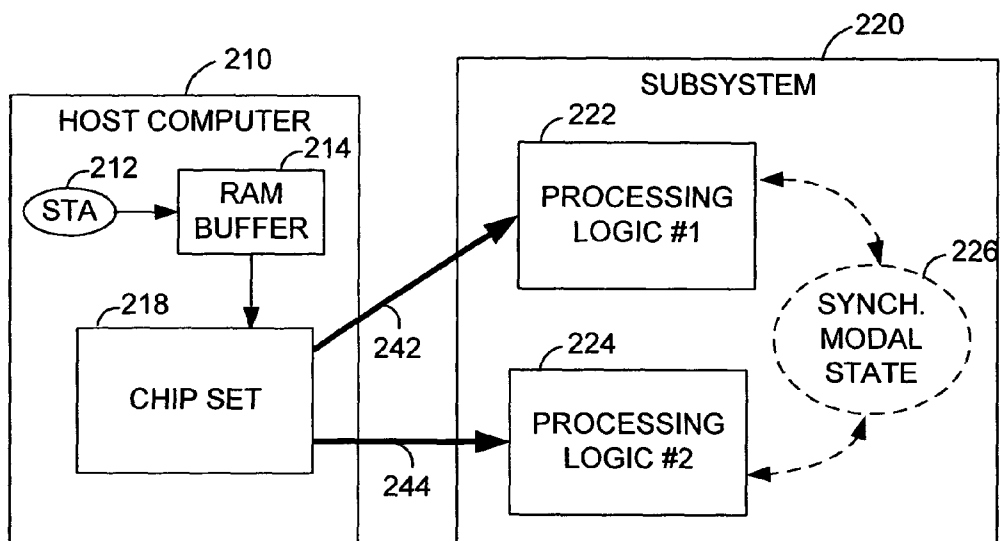 210
HOST COMPUTER
212
STA
214
RAM
BUFFER
218
CHIP SET
242
244
220
SUBSYSTEM
222
PROCESSING
LOGIC #1
224
PROCESSING
LOGIC #2
226
SYNCH.
MODAL
STATE